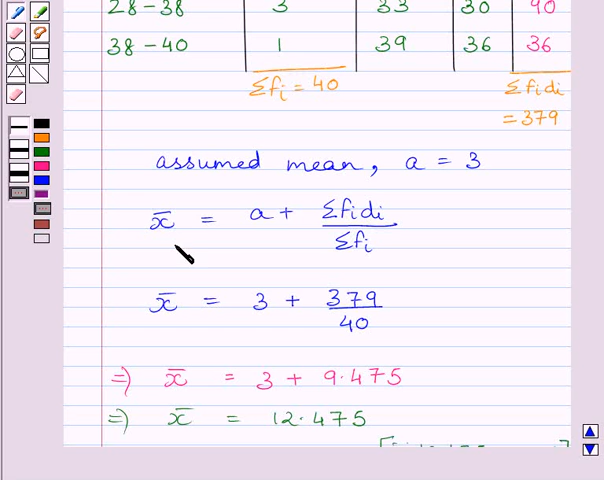 28-38 3 33 30 90
38-40 1 39 36 36
Σfi = 40 Σfidi
= 379
assumed mean, a = 3
x̄ = a + Σfidi / Σfi
x̄ = 3 + 379 / 40
⇒ x̄ = 3 + 9.475
⇒ x̄ = 12.475